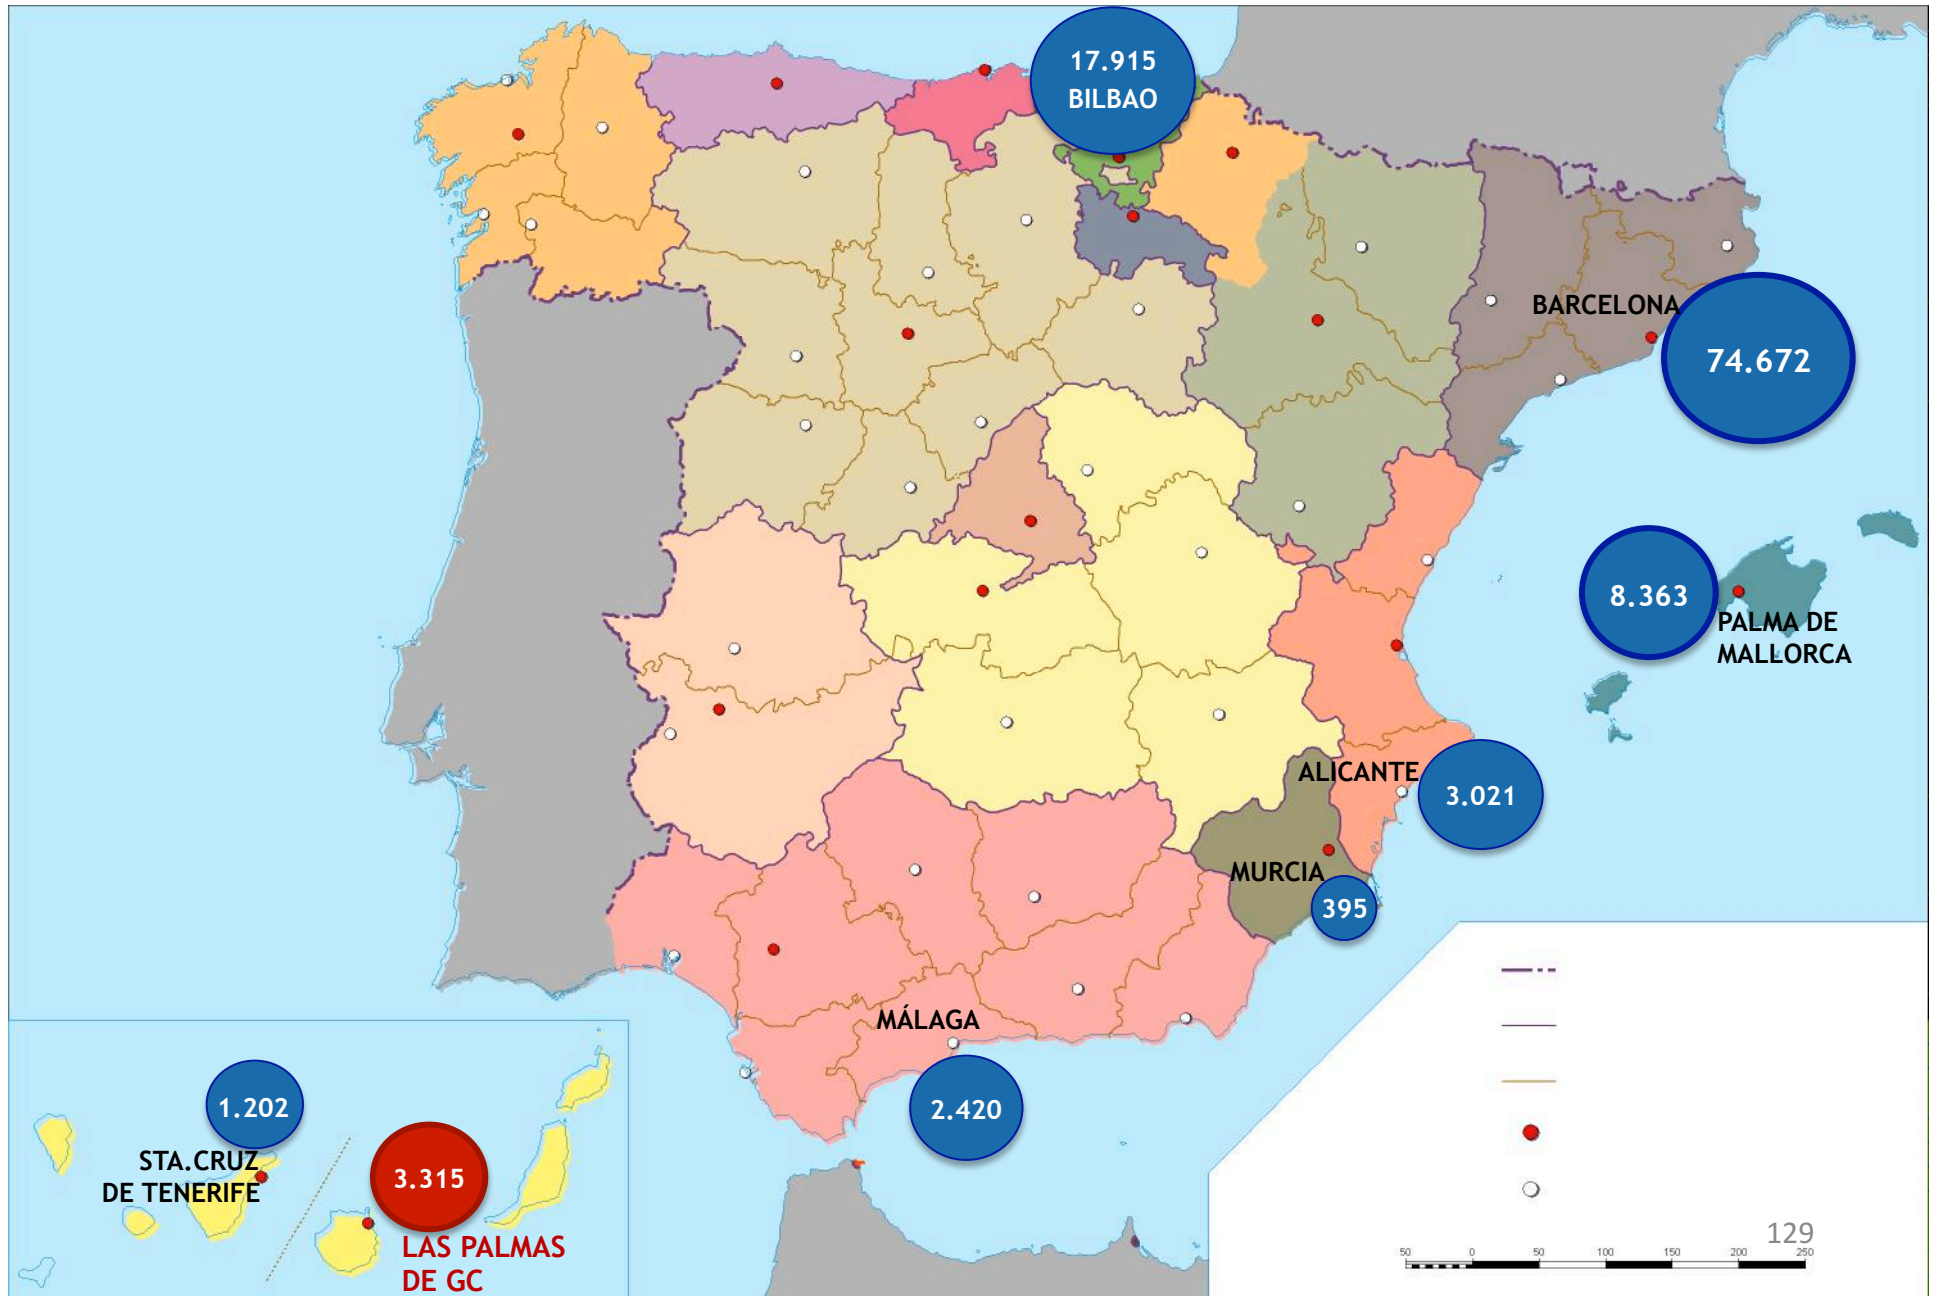 17.915
BILBAO
BARCELONA
74.672
8.363
PALMA DE
MALLORCA
ALICANTE
3.021
MURCIA
395
MÁLAGA
2.420
1.202
STA.CRUZ
DE TENERIFE
3.315
LAS PALMAS
DE GC
129
50 0 50 100 150 200 250